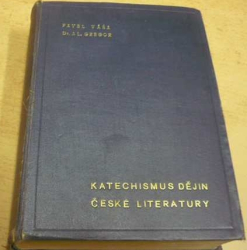 PAVEL VÁŠA
KATECHISMUS DĚJIN
ČESKÉ LITERATURY